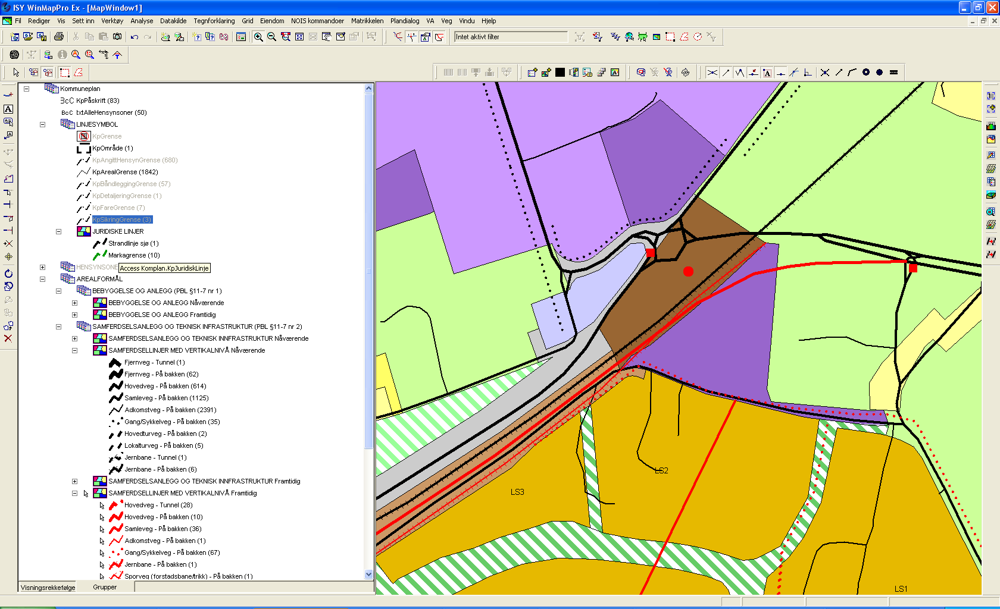 ISY WinMapPro Ex - [MapWindow1]
Fil Rediger Vis Sett inn Verktøy Analyse Datakilde Tegnforklaring Grid Eiendom NOIS kommandoer Matrikkelen Plandialog VA Veg Vindu Hjelp
Intet aktivt filter
Kommuneplan
BcC KpPåskrift (83)
BcC txtAlleHensynsoner (50)
LINJESYMBOL
KpGrense
KpOmråde (1)
KpAngittHensynGrense (680)
KpArealGrense (1842)
KpBåndleggingGrense (57)
KpDetaljeringGrense (1)
KpFareGrense (7)
KpSikringGrense (3)
JURIDISKE LINJER
Strandlinje sjø (1)
Markagrense (10)
HENSYNSONE
Access Komplan.KpJuridiskLinje
AREALFORMÅL
BEBYGGELSE OG ANLEGG (PBL §11-7 nr 1)
BEBYGGELSE OG ANLEGG Nåværende
BEBYGGELSE OG ANLEGG Framtidig
SAMFERDSELSANLEGG OG TEKNISK INFRASTRUKTUR (PBL §11-7 nr 2)
SAMFERDSELSANLEGG OG TEKNISK INNFRASTRUKTUR Nåværende
SAMFERDSELLINJER MED VERTIKALNIVÅ Nåværende
Fjernveg - Tunnel (1)
Fjernveg - På bakken (62)
Hovedveg - På bakken (614)
Samleveg - På bakken (1125)
Adkomstveg - På bakken (2391)
Gang/Sykkelveg - På bakken (35)
Hovedturveg - På bakken (2)
Lokalturveg - På bakken (5)
Jernbane - Tunnel (1)
Jernbane - På bakken (6)
SAMFERDSELSANLEGG OG TEKNISK INNFRASTRUKTUR Framtidig
SAMFERDSELLINJER MED VERTIKALNIVÅ Framtidig
Hovedveg - Tunnel (28)
Hovedveg - På bakken (10)
Samleveg - På bakken (36)
Adkomstveg - På bakken (1)
Gang/Sykkelveg - På bakken (67)
Jernbane - På bakken (1)
Sporveg (forstadsbane/trikk) - På bakken (1)
Visningsrekkefølge Grupper
LS2
LS3
LS1